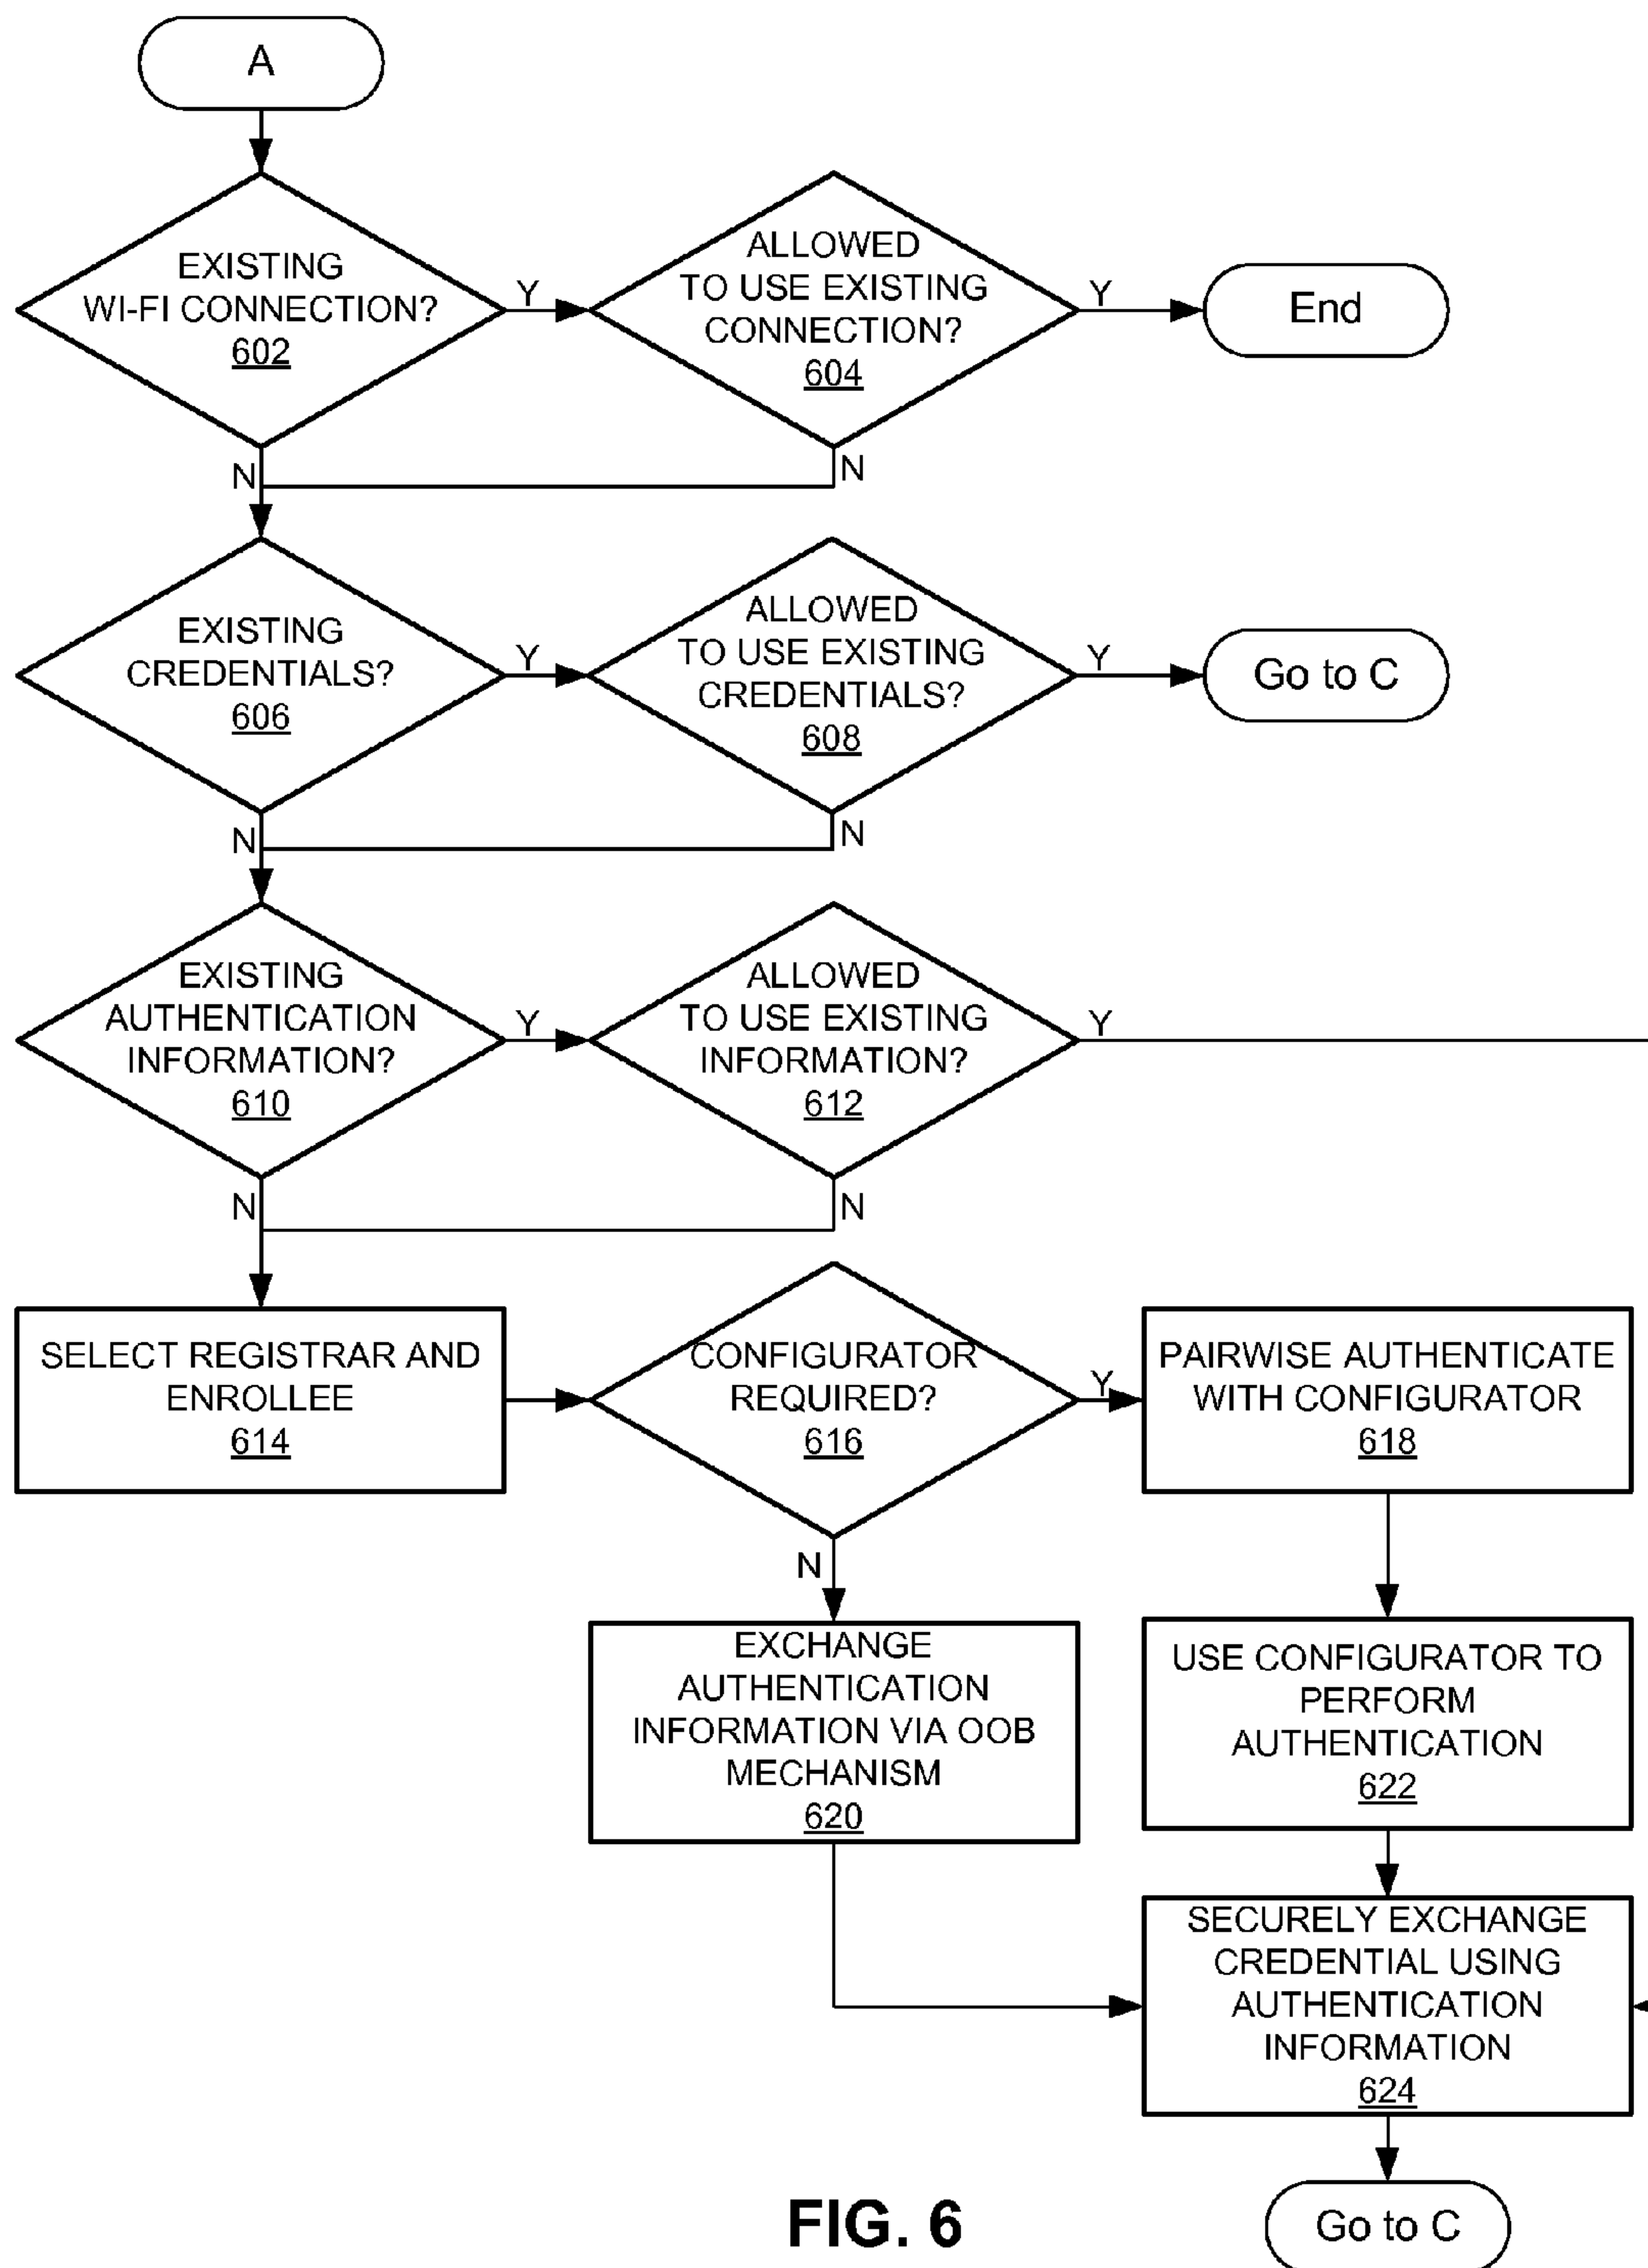 A
EXISTING
WI-FI CONNECTION?
602
Y
N
ALLOWED
TO USE EXISTING
CONNECTION?
604
Y
N
End
EXISTING
CREDENTIALS?
606
Y
N
ALLOWED
TO USE EXISTING
CREDENTIALS?
608
Y
N
Go to C
EXISTING
AUTHENTICATION
INFORMATION?
610
Y
N
ALLOWED
TO USE EXISTING
INFORMATION?
612
Y
N
SELECT REGISTRAR AND
ENROLLEE
614
CONFIGURATOR
REQUIRED?
616
Y
N
PAIRWISE AUTHENTICATE
WITH CONFIGURATOR
618
EXCHANGE
AUTHENTICATION
INFORMATION VIA OOB
MECHANISM
620
USE CONFIGURATOR TO
PERFORM
AUTHENTICATION
622
SECURELY EXCHANGE
CREDENTIAL USING
AUTHENTICATION
INFORMATION
624
Go to C
FIG. 6